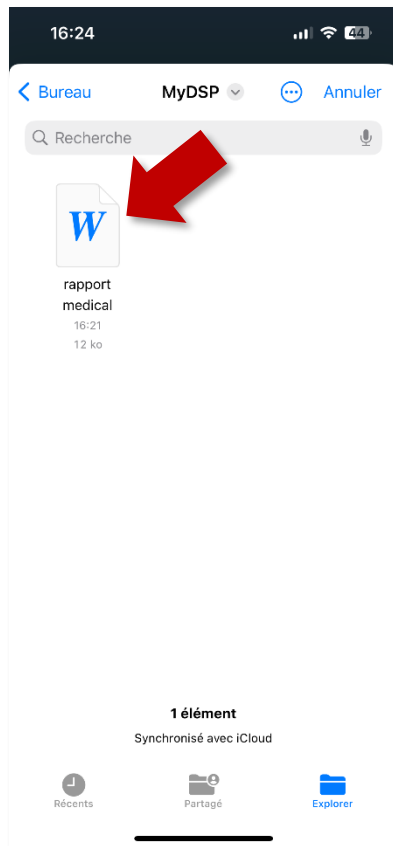 16:24
44
Bureau
MyDSP
Annuler
Recherche
W
rapport
medical
16:21
12 ko
1 élément
Synchronisé avec iCloud
Récents
Partagé
Explorer